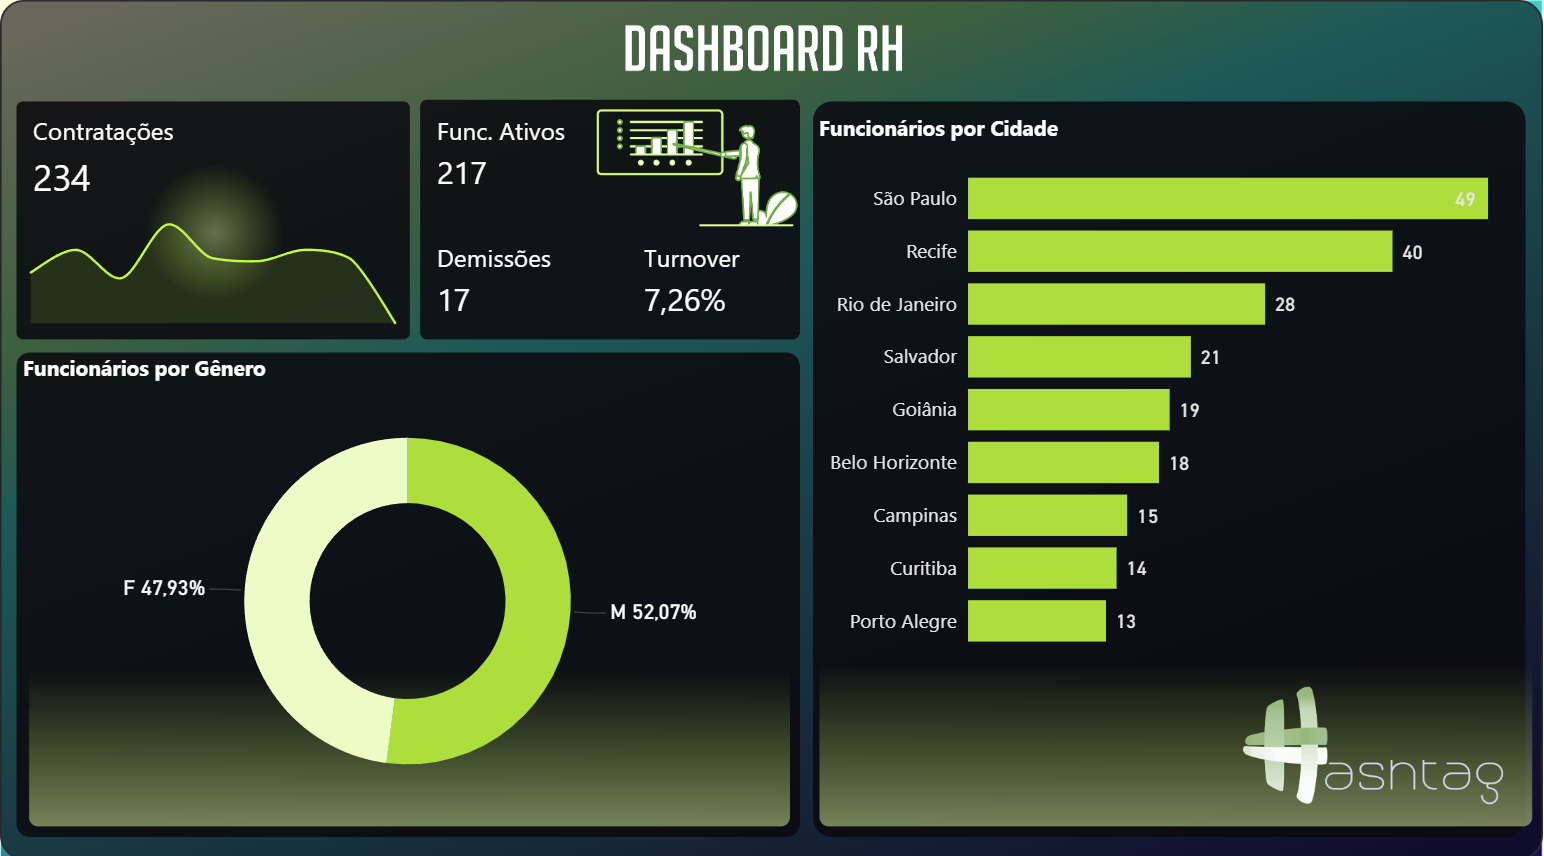 DASHBOARD RH
Contratações
234
Func. Ativos
217
Demissões
17
Turnover
7,26%
Funcionários por Gênero
F 47,93%
M 52,07%
Funcionários por Cidade
São Paulo 49
Recife 40
Rio de Janeiro 28
Salvador 21
Goiânia 19
Belo Horizonte 18
Campinas 15
Curitiba 14
Porto Alegre 13
Hashtag